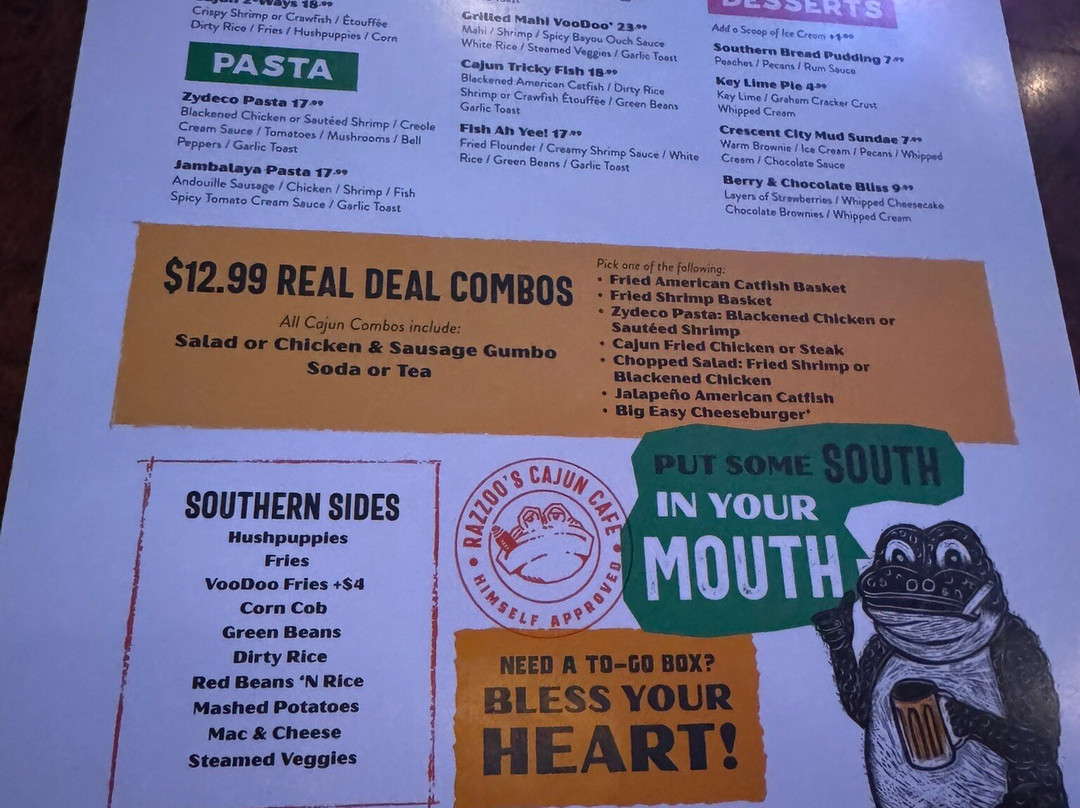 Cajun 2-Ways 18.99
Crispy Shrimp or Crawfish / Étouffée
Dirty Rice / Fries / Hushpuppies / Corn
PASTA
Zydeco Pasta 17.99
Blackened Chicken or Sautéed Shrimp / Creole
Cream Sauce / Tomatoes / Mushrooms / Bell
Peppers / Garlic Toast
Jambalaya Pasta 17.99
Andouille Sausage / Chicken / Shrimp / Fish
Spicy Tomato Cream Sauce / Garlic Toast
Toast
Grilled Mahi VooDoo* 23.99
Mahi / Shrimp / Spicy Bayou Ouch Sauce
White Rice / Steamed Veggies / Garlic Toast
Cajun Tricky Fish 18.99
Blackened American Catfish / Dirty Rice
Shrimp or Crawfish Étouffée / Green Beans
Garlic Toast
Fish Ah Yee! 17.99
Fried Flounder / Creamy Shrimp Sauce / White
Rice / Green Beans / Garlic Toast
DESSERTS
Add a Scoop of Ice Cream +1.00
Southern Bread Pudding 7.99
Peaches / Pecans / Rum Sauce
Key Lime Pie 4.99
Key Lime / Graham Cracker Crust
Whipped Cream
Crescent City Mud Sundae 7.99
Warm Brownie / Ice Cream / Pecans / Whipped
Cream / Chocolate Sauce
Berry & Chocolate Bliss 9.99
Layers of Strawberries / Whipped Cheesecake
Chocolate Brownies / Whipped Cream
$12.99 REAL DEAL COMBOS
All Cajun Combos include:
Salad or Chicken & Sausage Gumbo
Soda or Tea
Pick one of the following:
• Fried American Catfish Basket
• Fried Shrimp Basket
• Zydeco Pasta: Blackened Chicken or
Sautéed Shrimp
• Cajun Fried Chicken or Steak
• Chopped Salad: Fried Shrimp or
Blackened Chicken
• Jalapeño American Catfish
• Big Easy Cheeseburger*
SOUTHERN SIDES
Hushpuppies
Fries
VooDoo Fries +$4
Corn Cob
Green Beans
Dirty Rice
Red Beans 'N Rice
Mashed Potatoes
Mac & Cheese
Steamed Veggies
RAZZOO'S CAJUN CAFE
• HIMSELF APPROVED •
PUT SOME SOUTH
IN YOUR
MOUTH
NEED A TO-GO BOX?
BLESS YOUR
HEART!